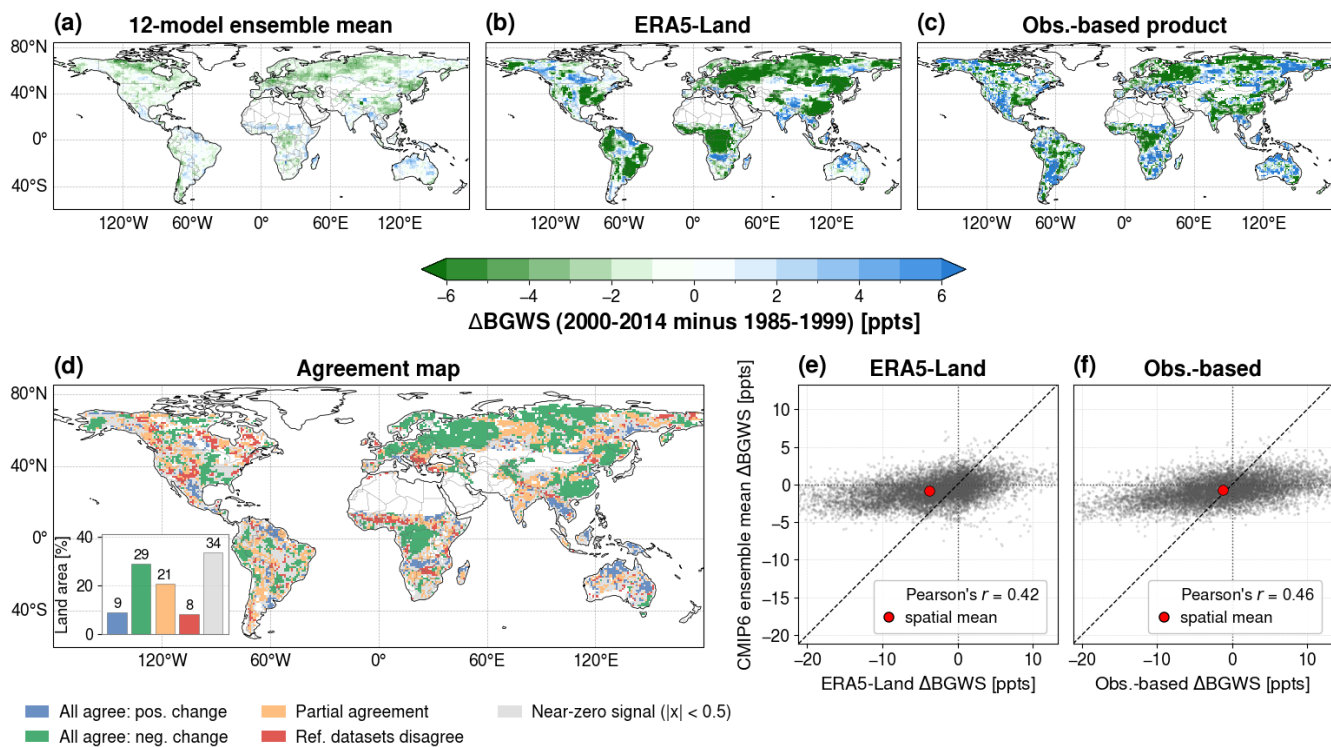 (a) 12-model ensemble mean
(b) ERA5-Land
(c) Obs.-based product
80°N
40°N
0°
40°S
120°W 60°W 0° 60°E 120°E
120°W 60°W 0° 60°E 120°E
120°W 60°W 0° 60°E 120°E
−6 −4 −2 0 2 4 6
ΔBGWS (2000-2014 minus 1985-1999) [ppts]
(d) Agreement map
80°N
40°N
0°
40°S
120°W 60°W 0° 60°E 120°E
Land area [%]
40
20
0
9 29 21 8 34
All agree: pos. change
All agree: neg. change
Partial agreement
Ref. datasets disagree
Near-zero signal (|x| < 0.5)
(e) ERA5-Land
CMIP6 ensemble mean ΔBGWS [ppts]
10
5
0
−5
−10
−15
−20
Pearson's r = 0.42
spatial mean
−20 −10 0 10
ERA5-Land ΔBGWS [ppts]
(f) Obs.-based
Pearson's r = 0.46
spatial mean
−20 −10 0 10
Obs.-based ΔBGWS [ppts]